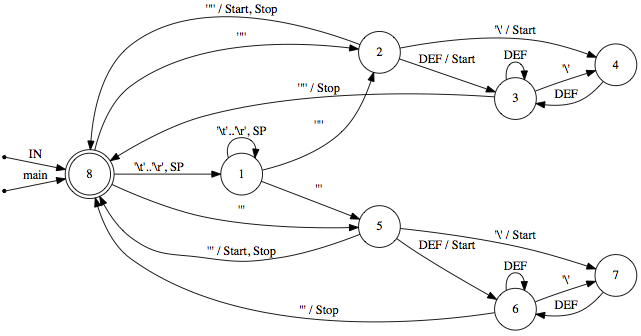 '"' / Start, Stop
'"'
2
'\' / Start
DEF / Start
DEF
'\'
4
DEF
3
'"' / Stop
'\t'..'\r', SP
'"'
IN
main
8
'\t'..'\r', SP
1
'''
'''
5
'\' / Start
''' / Start, Stop
DEF / Start
DEF
'\'
7
DEF
6
''' / Stop